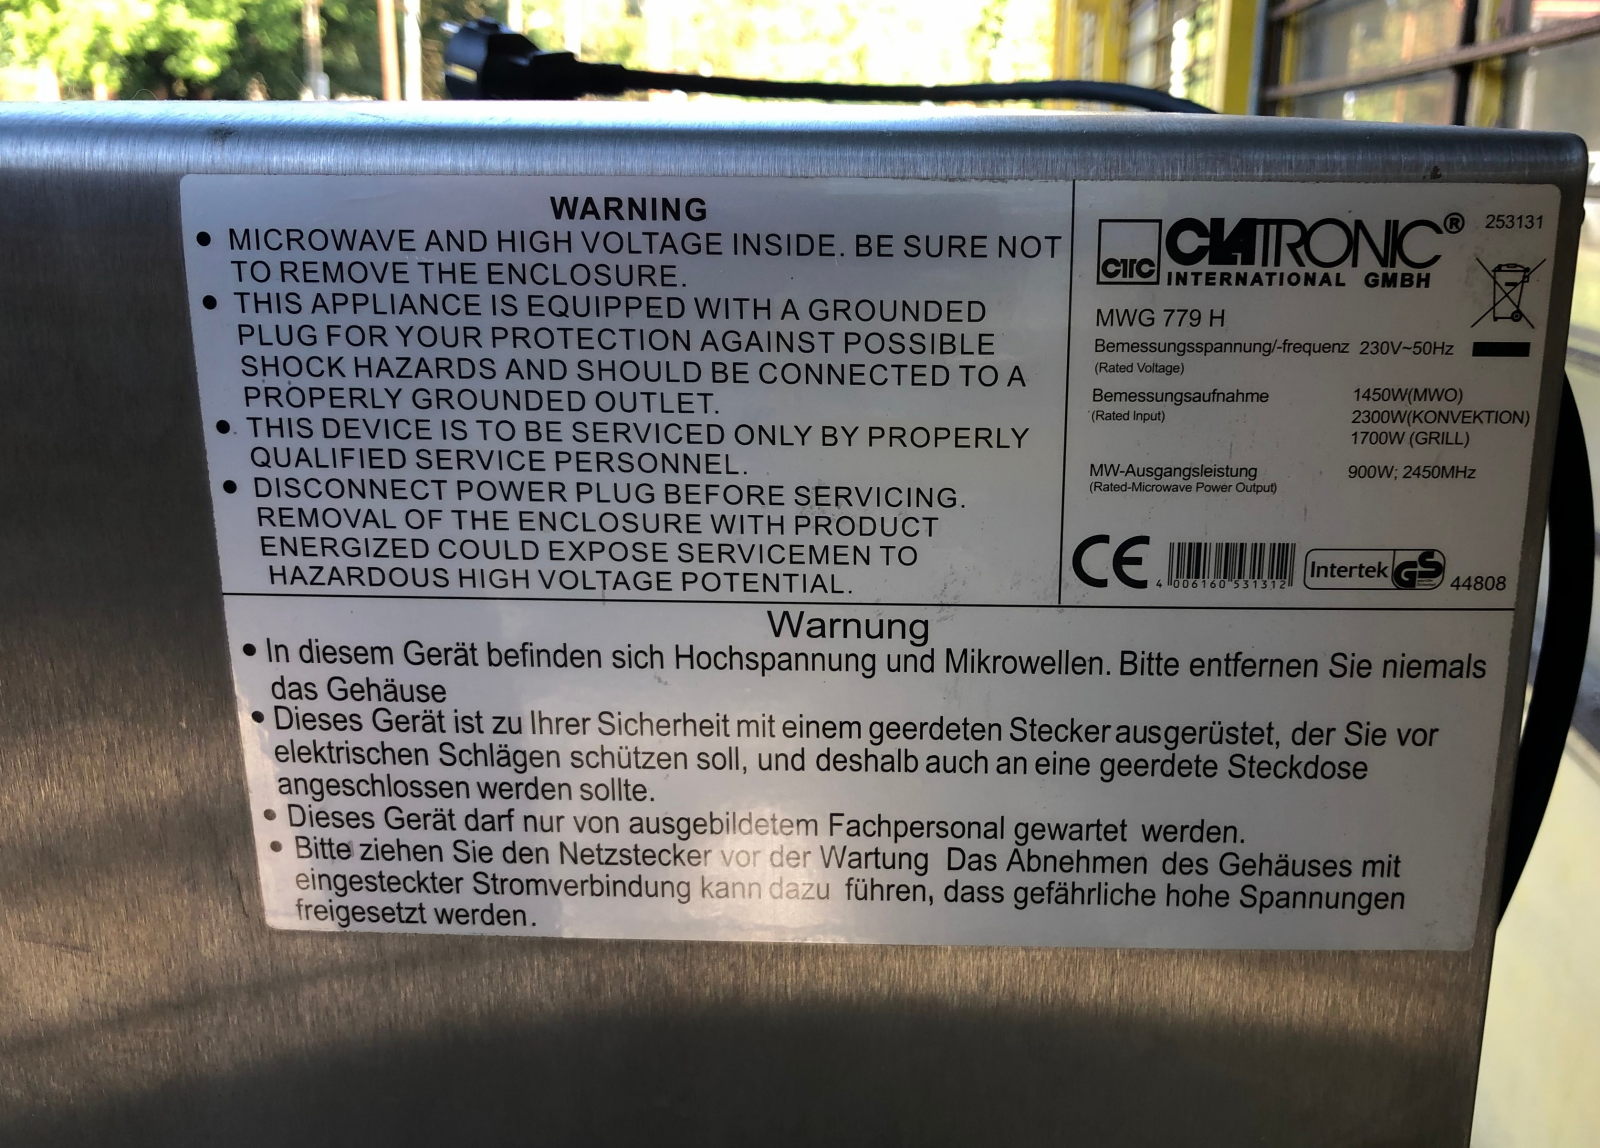 WARNING
• MICROWAVE AND HIGH VOLTAGE INSIDE. BE SURE NOT
TO REMOVE THE ENCLOSURE.
• THIS APPLIANCE IS EQUIPPED WITH A GROUNDED
PLUG FOR YOUR PROTECTION AGAINST POSSIBLE
SHOCK HAZARDS AND SHOULD BE CONNECTED TO A
PROPERLY GROUNDED OUTLET.
• THIS DEVICE IS TO BE SERVICED ONLY BY PROPERLY
QUALIFIED SERVICE PERSONNEL.
• DISCONNECT POWER PLUG BEFORE SERVICING.
REMOVAL OF THE ENCLOSURE WITH PRODUCT
ENERGIZED COULD EXPOSE SERVICEMEN TO
HAZARDOUS HIGH VOLTAGE POTENTIAL.
CTC CLATRONIC® 253131
INTERNATIONAL GMBH
MWG 779 H
Bemessungsspannung/-frequenz 230V~50Hz
(Rated Voltage)
Bemessungsaufnahme 1450W(MWO)
(Rated Input) 2300W(KONVEKTION)
1700W (GRILL)
MW-Ausgangsleistung 900W; 2450MHz
(Rated-Microwave Power Output)
CE 4 006160 531312 Intertek GS 44808
Warnung
• In diesem Gerät befinden sich Hochspannung und Mikrowellen. Bitte entfernen Sie niemals
das Gehäuse
• Dieses Gerät ist zu Ihrer Sicherheit mit einem geerdeten Stecker ausgerüstet, der Sie vor
elektrischen Schlägen schützen soll, und deshalb auch an eine geerdete Steckdose
angeschlossen werden sollte.
• Dieses Gerät darf nur von ausgebildetem Fachpersonal gewartet werden.
• Bitte ziehen Sie den Netzstecker vor der Wartung Das Abnehmen des Gehäuses mit
eingesteckter Stromverbindung kann dazu führen, dass gefährliche hohe Spannungen
freigesetzt werden.